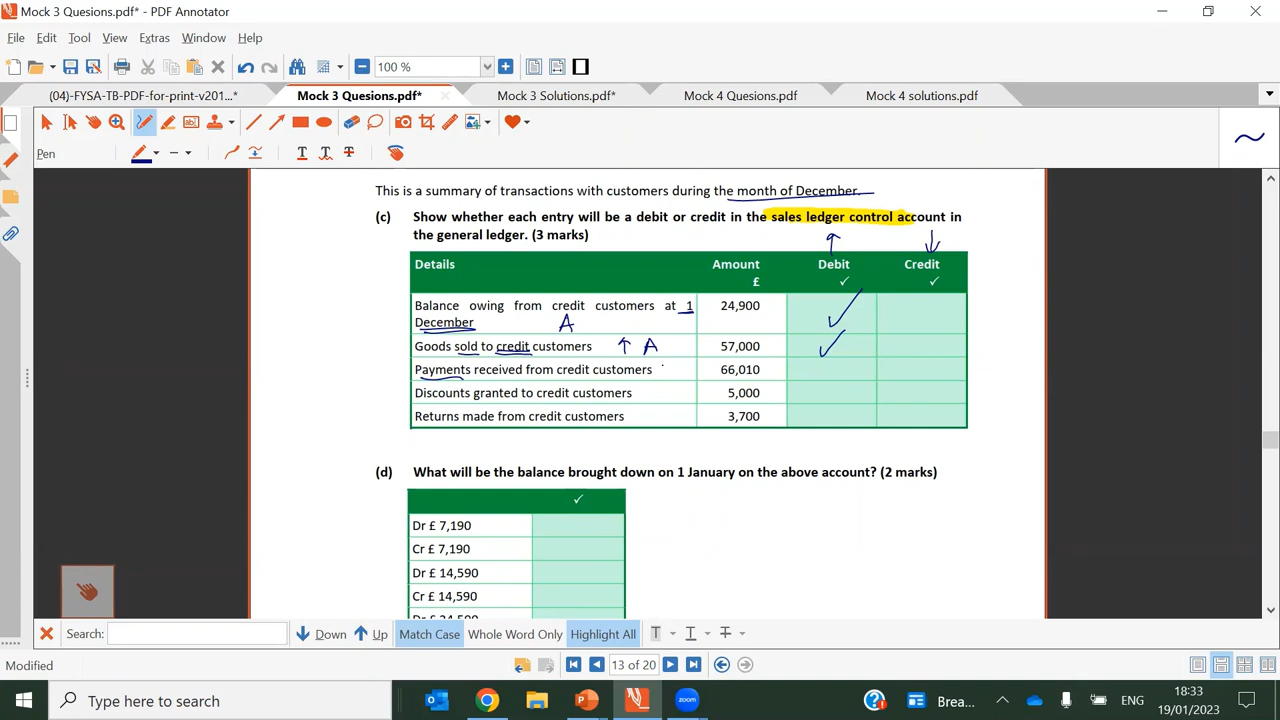 Mock 3 Quesions.pdf* - PDF Annotator
File Edit Tool View Extras Window Help
100 %
(04)-FYSA-TB-PDF-for-print-v201...* Mock 3 Quesions.pdf* Mock 3 Solutions.pdf* Mock 4 Quesions.pdf Mock 4 solutions.pdf
Pen
This is a summary of transactions with customers during the month of December.
(c) Show whether each entry will be a debit or credit in the sales ledger control account in
the general ledger. (3 marks)
Details Amount Debit Credit
£ ✓ ✓
Balance owing from credit customers at 1 24,900 ✓
December A
Goods sold to credit customers ↑ A 57,000 ✓
Payments received from credit customers 66,010
Discounts granted to credit customers 5,000
Returns made from credit customers 3,700
(d) What will be the balance brought down on 1 January on the above account? (2 marks)
✓
Dr £ 7,190
Cr £ 7,190
Dr £ 14,590
Cr £ 14,590
Search: Down Up Match Case Whole Word Only Highlight All T T T
Modified 13 of 20
Type here to search Brea... ENG 18:33
19/01/2023